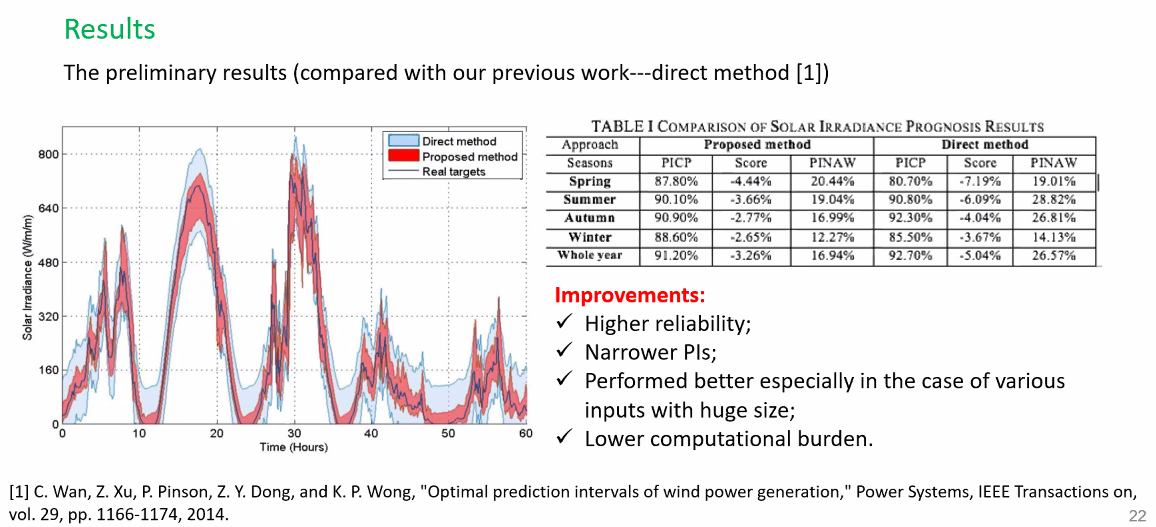 Results
The preliminary results (compared with our previous work---direct method [1])
800
640
480
320
160
0
Solar Irradiance (W/m/m)
Direct method
Proposed method
Real targets
0 10 20 30 40 50 60
Time (Hours)
TABLE I COMPARISON OF SOLAR IRRADIANCE PROGNOSIS RESULTS
Approach Proposed method Direct method
Seasons PICP Score PINAW PICP Score PINAW
Spring 87.80% -4.44% 20.44% 80.70% -7.19% 19.01%
Summer 90.10% -3.66% 19.04% 90.80% -6.09% 28.82%
Autumn 90.90% -2.77% 16.99% 92.30% -4.04% 26.81%
Winter 88.60% -2.65% 12.27% 85.50% -3.67% 14.13%
Whole year 91.20% -3.26% 16.94% 92.70% -5.04% 26.57%
Improvements:
✓ Higher reliability;
✓ Narrower PIs;
✓ Performed better especially in the case of various
inputs with huge size;
✓ Lower computational burden.
[1] C. Wan, Z. Xu, P. Pinson, Z. Y. Dong, and K. P. Wong, "Optimal prediction intervals of wind power generation," Power Systems, IEEE Transactions on,
vol. 29, pp. 1166-1174, 2014.
22